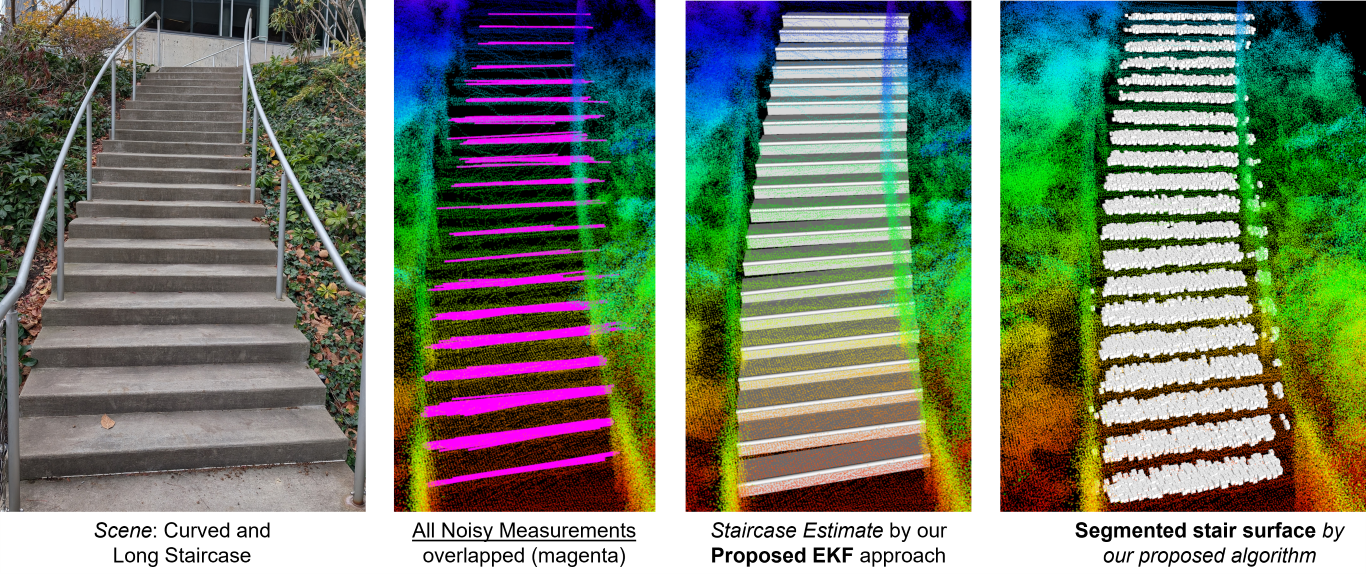 Scene: Curved and
Long Staircase
All Noisy Measurements
overlapped (magenta)
Staircase Estimate by our
Proposed EKF approach
Segmented stair surface by
our proposed algorithm